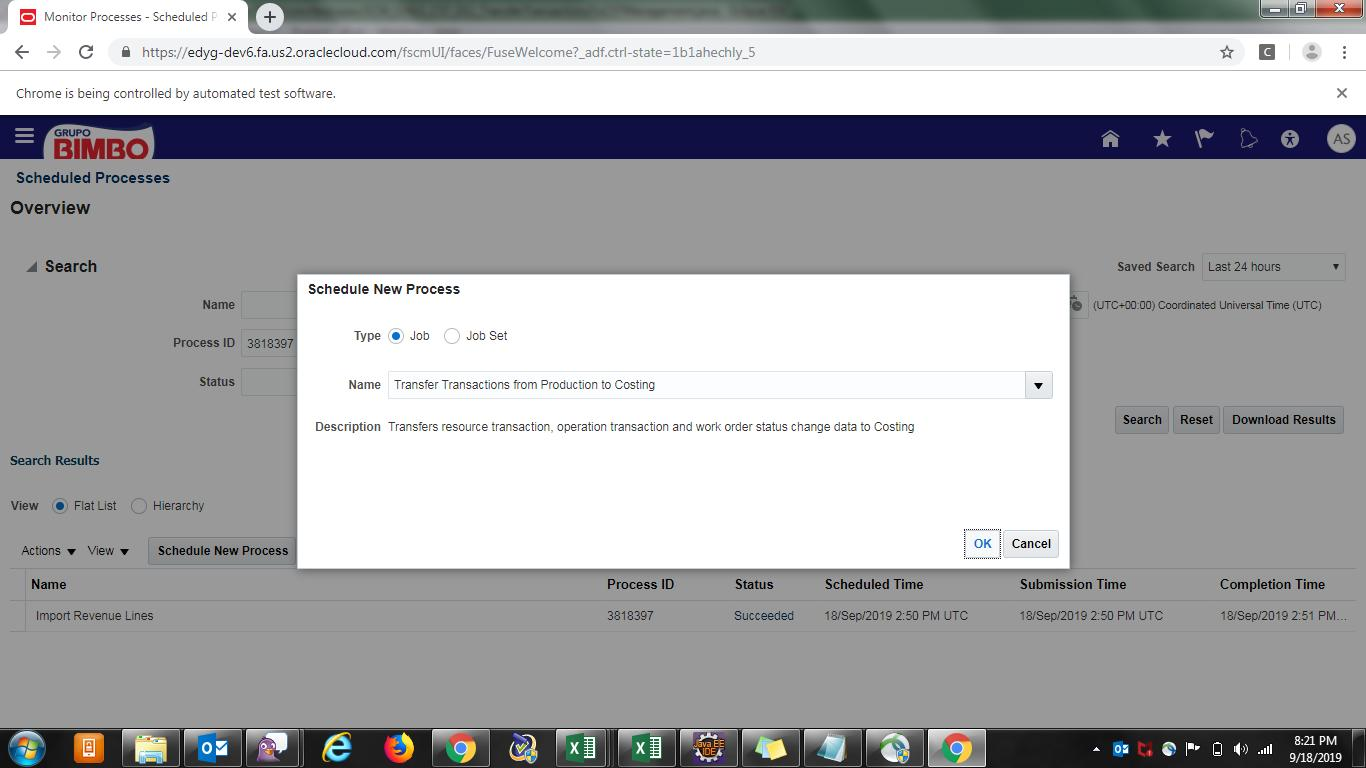 Monitor Processes - Scheduled P
https://edyg-dev6.fa.us2.oraclecloud.com/fscmUI/faces/FuseWelcome?_adf.ctrl-state=1b1ahechly_5
C
Chrome is being controlled by automated test software.
GRUPO
BIMBO
AS
Scheduled Processes
Overview
Search
Saved Search Last 24 hours
Name
(UTC+00:00) Coordinated Universal Time (UTC)
Process ID 3818397
Status
Search Reset Download Results
Schedule New Process
Type Job Job Set
Name Transfer Transactions from Production to Costing
Description Transfers resource transaction, operation transaction and work order status change data to Costing
OK Cancel
Search Results
View Flat List Hierarchy
Actions View Schedule New Process
Name Process ID Status Scheduled Time Submission Time Completion Time
Import Revenue Lines 3818397 Succeeded 18/Sep/2019 2:50 PM UTC 18/Sep/2019 2:50 PM UTC 18/Sep/2019 2:51 PM...
Java EE
IDE
8:21 PM
9/18/2019